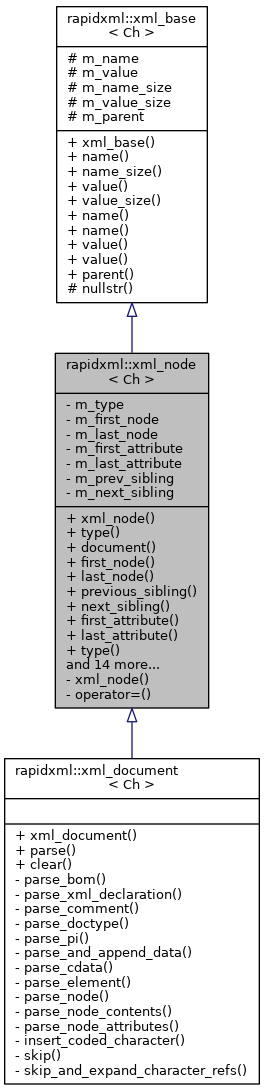 rapidxml::xml_base
< Ch >
# m_name
# m_value
# m_name_size
# m_value_size
# m_parent
+ xml_base()
+ name()
+ name_size()
+ value()
+ value_size()
+ name()
+ name()
+ value()
+ value()
+ parent()
# nullstr()
rapidxml::xml_node
< Ch >
- m_type
- m_first_node
- m_last_node
- m_first_attribute
- m_last_attribute
- m_prev_sibling
- m_next_sibling
+ xml_node()
+ type()
+ document()
+ first_node()
+ last_node()
+ previous_sibling()
+ next_sibling()
+ first_attribute()
+ last_attribute()
+ type()
and 14 more...
- xml_node()
- operator=()
rapidxml::xml_document
< Ch >
+ xml_document()
+ parse()
+ clear()
- parse_bom()
- parse_xml_declaration()
- parse_comment()
- parse_doctype()
- parse_pi()
- parse_and_append_data()
- parse_cdata()
- parse_element()
- parse_node()
- parse_node_contents()
- parse_node_attributes()
- insert_coded_character()
- skip()
- skip_and_expand_character_refs()